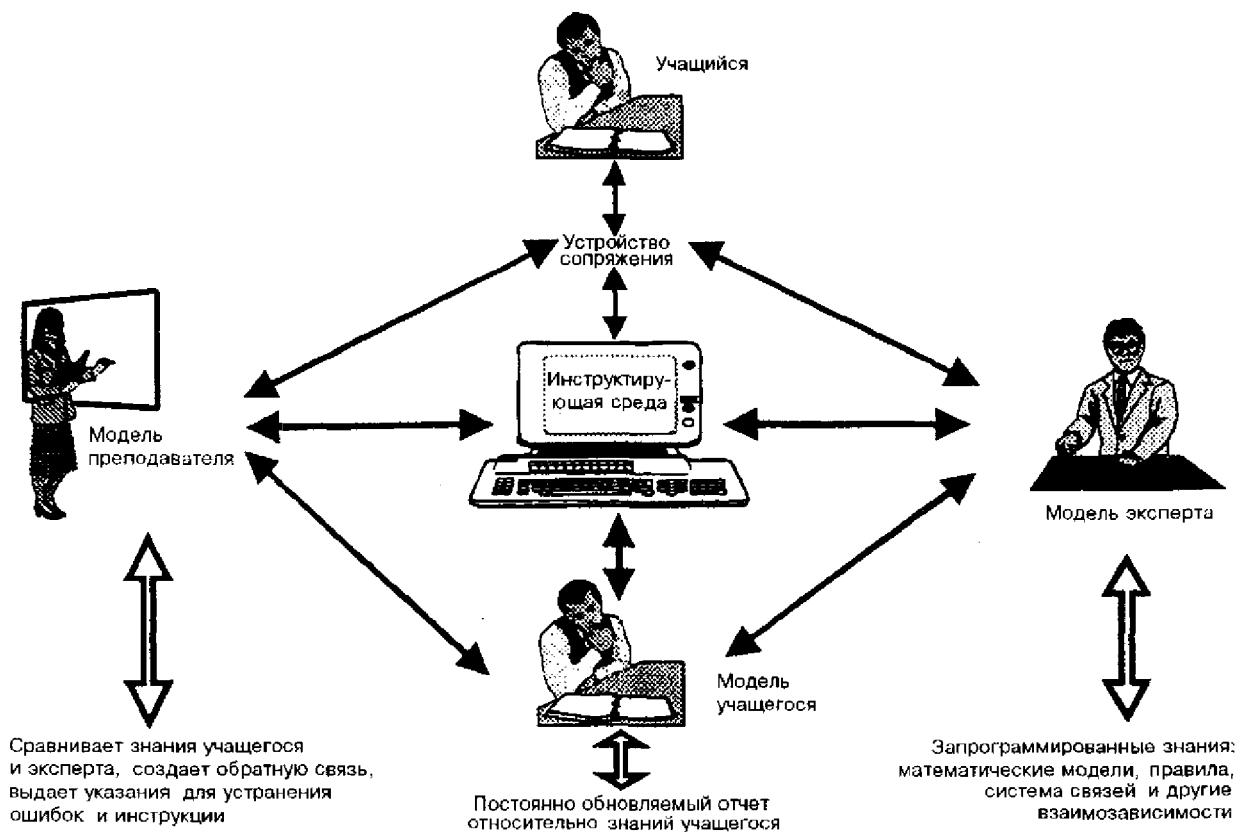 Учащийся
Устройство
сопряжения
Инструктиру-
ющая среда
Модель
преподавателя
Модель эксперта
Модель
учащегося
Сравнивает знания учащегося
и эксперта, создает обратную связь,
выдает указания для устранения
ошибок и инструкции
Постоянно обновляемый отчет
относительно знаний учащегося
Запрограммированные знания:
математические модели, правила,
система связей и другие
взаимозависимости